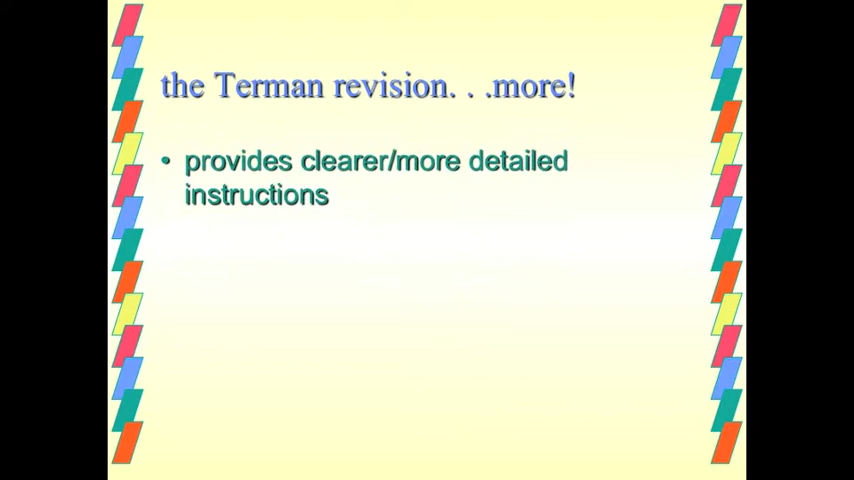 the Terman revision. . .more!
• provides clearer/more detailed
instructions